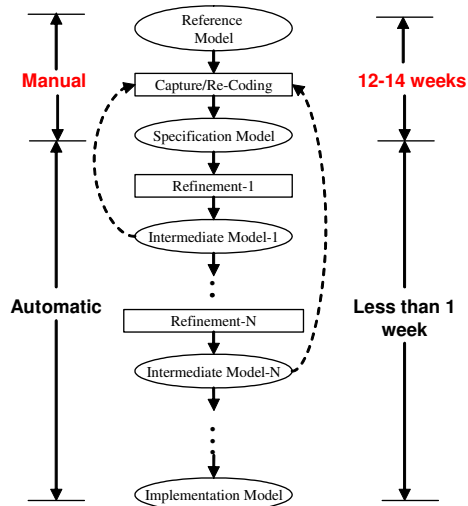 Reference
Model
Manual
Capture/Re-Coding
12-14 weeks
Specification Model
Refinement-1
Intermediate Model-1
Automatic
Refinement-N
Less than 1
week
Intermediate Model-N
Implementation Model